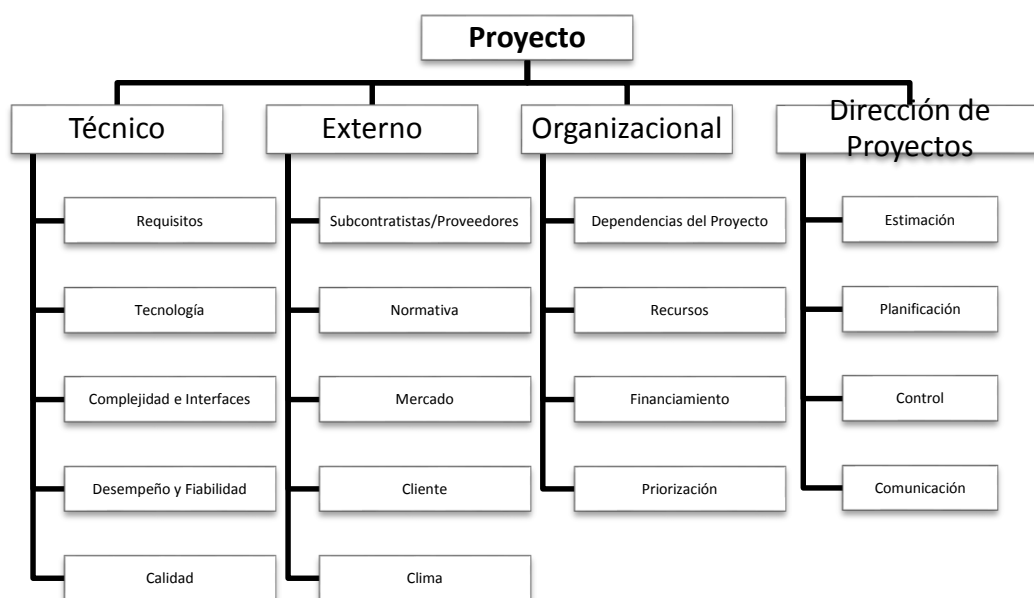 Proyecto
Técnico
Externo
Organizacional
Dirección de
Proyectos
Requisitos
Tecnología
Complejidad e Interfaces
Desempeño y Fiabilidad
Calidad
Subcontratistas/Proveedores
Normativa
Mercado
Cliente
Clima
Dependencias del Proyecto
Recursos
Financiamiento
Priorización
Estimación
Planificación
Control
Comunicación